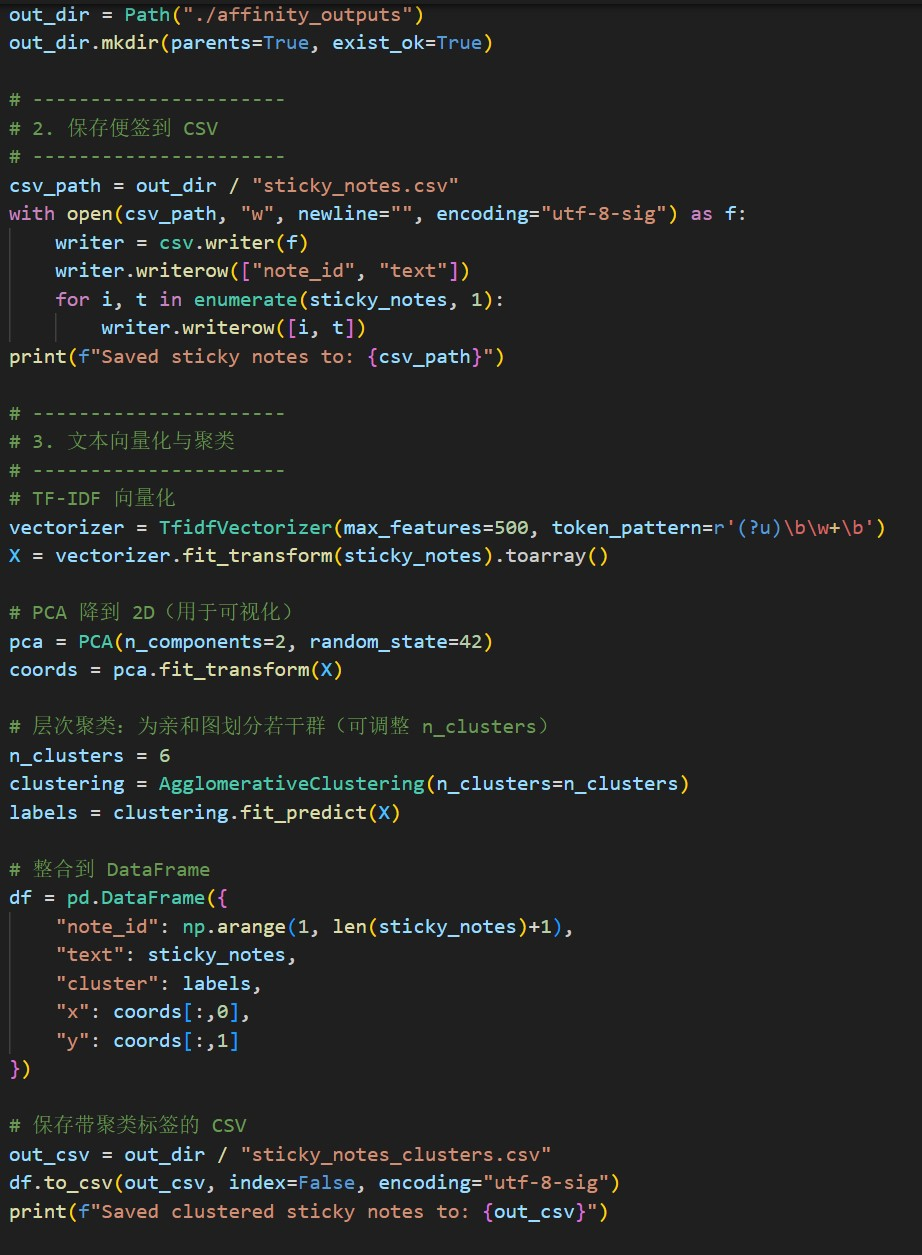 out_dir = Path("./affinity_outputs")
out_dir.mkdir(parents=True, exist_ok=True)
# ----------------------
# 2. 保存便签到 CSV
# ----------------------
csv_path = out_dir / "sticky_notes.csv"
with open(csv_path, "w", newline="", encoding="utf-8-sig") as f:
    writer = csv.writer(f)
    writer.writerow(["note_id", "text"])
    for i, t in enumerate(sticky_notes, 1):
        writer.writerow([i, t])
print(f"Saved sticky notes to: {csv_path}")
# ----------------------
# 3. 文本向量化与聚类
# ----------------------
# TF-IDF 向量化
vectorizer = TfidfVectorizer(max_features=500, token_pattern=r'(?u)\b\w+\b')
X = vectorizer.fit_transform(sticky_notes).toarray()
# PCA 降到 2D（用于可视化）
pca = PCA(n_components=2, random_state=42)
coords = pca.fit_transform(X)
# 层次聚类：为亲和图划分若干群（可调整 n_clusters）
n_clusters = 6
clustering = AgglomerativeClustering(n_clusters=n_clusters)
labels = clustering.fit_predict(X)
# 整合到 DataFrame
df = pd.DataFrame({
    "note_id": np.arange(1, len(sticky_notes)+1),
    "text": sticky_notes,
    "cluster": labels,
    "x": coords[:,0],
    "y": coords[:,1]
})
# 保存带聚类标签的 CSV
out_csv = out_dir / "sticky_notes_clusters.csv"
df.to_csv(out_csv, index=False, encoding="utf-8-sig")
print(f"Saved clustered sticky notes to: {out_csv}")